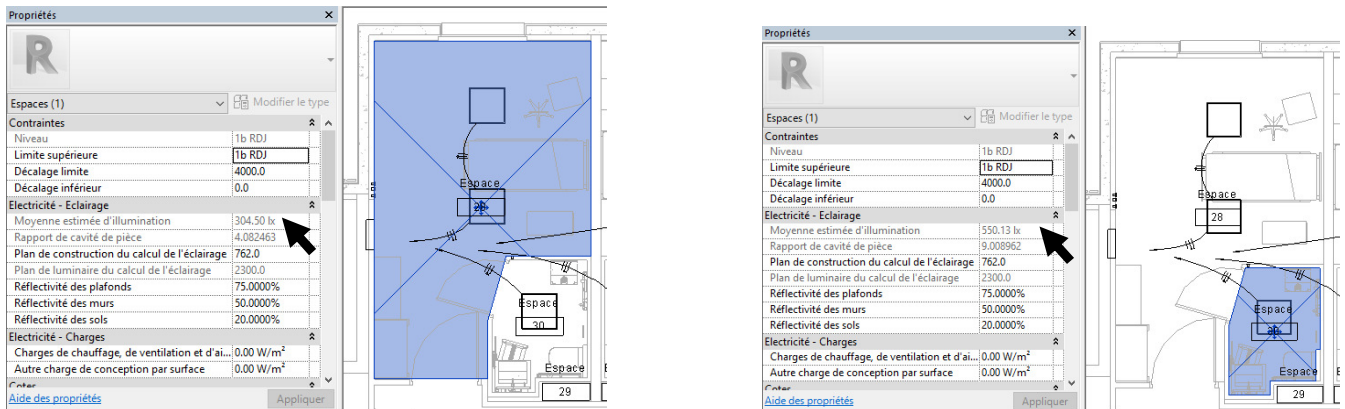 Propriétés
R
Espaces (1)
Modifier le type
Contraintes
Niveau 1b RDJ
Limite supérieure 1b RDJ
Décalage limite 4000.0
Décalage inférieur 0.0
Electricité - Eclairage
Moyenne estimée d'illumination 304.50 lx
Rapport de cavité de pièce 4.082463
Plan de construction du calcul de l'éclairage 762.0
Plan de luminaire du calcul de l'éclairage 2300.0
Réflectivité des plafonds 75.0000%
Réflectivité des murs 50.0000%
Réflectivité des sols 20.0000%
Electricité - Charges
Charges de chauffage, de ventilation et d'ai... 0.00 W/m²
Autre charge de conception par surface 0.00 W/m²
Cotes
Aide des propriétés
Appliquer
Espace
Espace
30
Espace
29
Propriétés
R
Espaces (1)
Modifier le type
Contraintes
Niveau 1b RDJ
Limite supérieure 1b RDJ
Décalage limite 4000.0
Décalage inférieur 0.0
Electricité - Eclairage
Moyenne estimée d'illumination 550.13 lx
Rapport de cavité de pièce 9.008962
Plan de construction du calcul de l'éclairage 762.0
Plan de luminaire du calcul de l'éclairage 2300.0
Réflectivité des plafonds 75.0000%
Réflectivité des murs 50.0000%
Réflectivité des sols 20.0000%
Electricité - Charges
Charges de chauffage, de ventilation et d'ai... 0.00 W/m²
Autre charge de conception par surface 0.00 W/m²
Cotes
Aide des propriétés
Appliquer
Espace
28
Espace
Espace
29